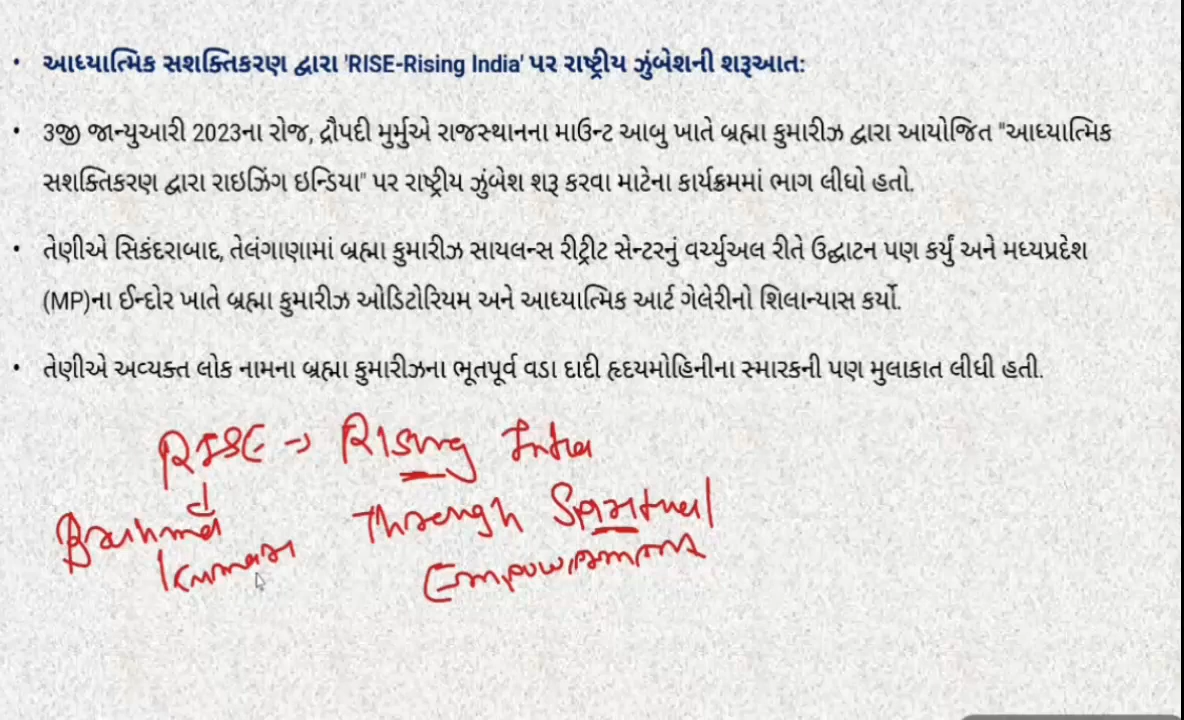 • આધ્યાત્મિક સશક્તિકરણ દ્વારા 'RISE-Rising India' પર રાષ્ટ્રીય ઝુંબેશની શરૂઆત:
• 3જી જાન્યુઆરી 2023ના રોજ, દ્રૌપદી મુર્મુએ રાજસ્થાનના માઉન્ટ આબુ ખાતે બ્રહ્મા કુમારીઝ દ્વારા આયોજિત "આધ્યાત્મિક
સશક્તિકરણ દ્વારા રાઇઝિંગ ઇન્ડિયા" પર રાષ્ટ્રીય ઝુંબેશ શરૂ કરવા માટેના કાર્યક્રમમાં ભાગ લીધો હતો.
• તેણીએ સિકંદરાબાદ, તેલંગાણામાં બ્રહ્મા કુમારીઝ સાયલન્સ રીટ્રીટ સેન્ટરનું વર્ચ્યુઅલ રીતે ઉદ્ઘાટન પણ કર્યું અને મધ્યપ્રદેશ
(MP)ના ઈન્દોર ખાતે બ્રહ્મા કુમારીઝ ઓડિટોરિયમ અને આધ્યાત્મિક આર્ટ ગેલેરીનો શિલાન્યાસ કર્યો.
• તેણીએ અવ્યક્ત લોક નામના બ્રહ્મા કુમારીઝના ભૂતપૂર્વ વડા દાદી હૃદયમોહિનીના સ્મારકની પણ મુલાકાત લીધી હતી.
RISE → Rising India
Brahma Through Spiritual
Empowerment